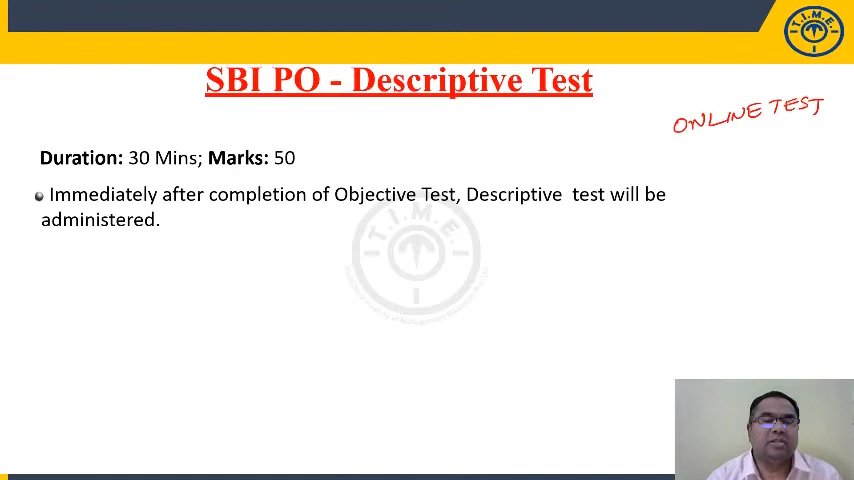 T.I.M.E.
SBI PO - Descriptive Test
ONLINE TEST
Duration: 30 Mins; Marks: 50
Immediately after completion of Objective Test, Descriptive test will be
administered.
T.I.M.E.